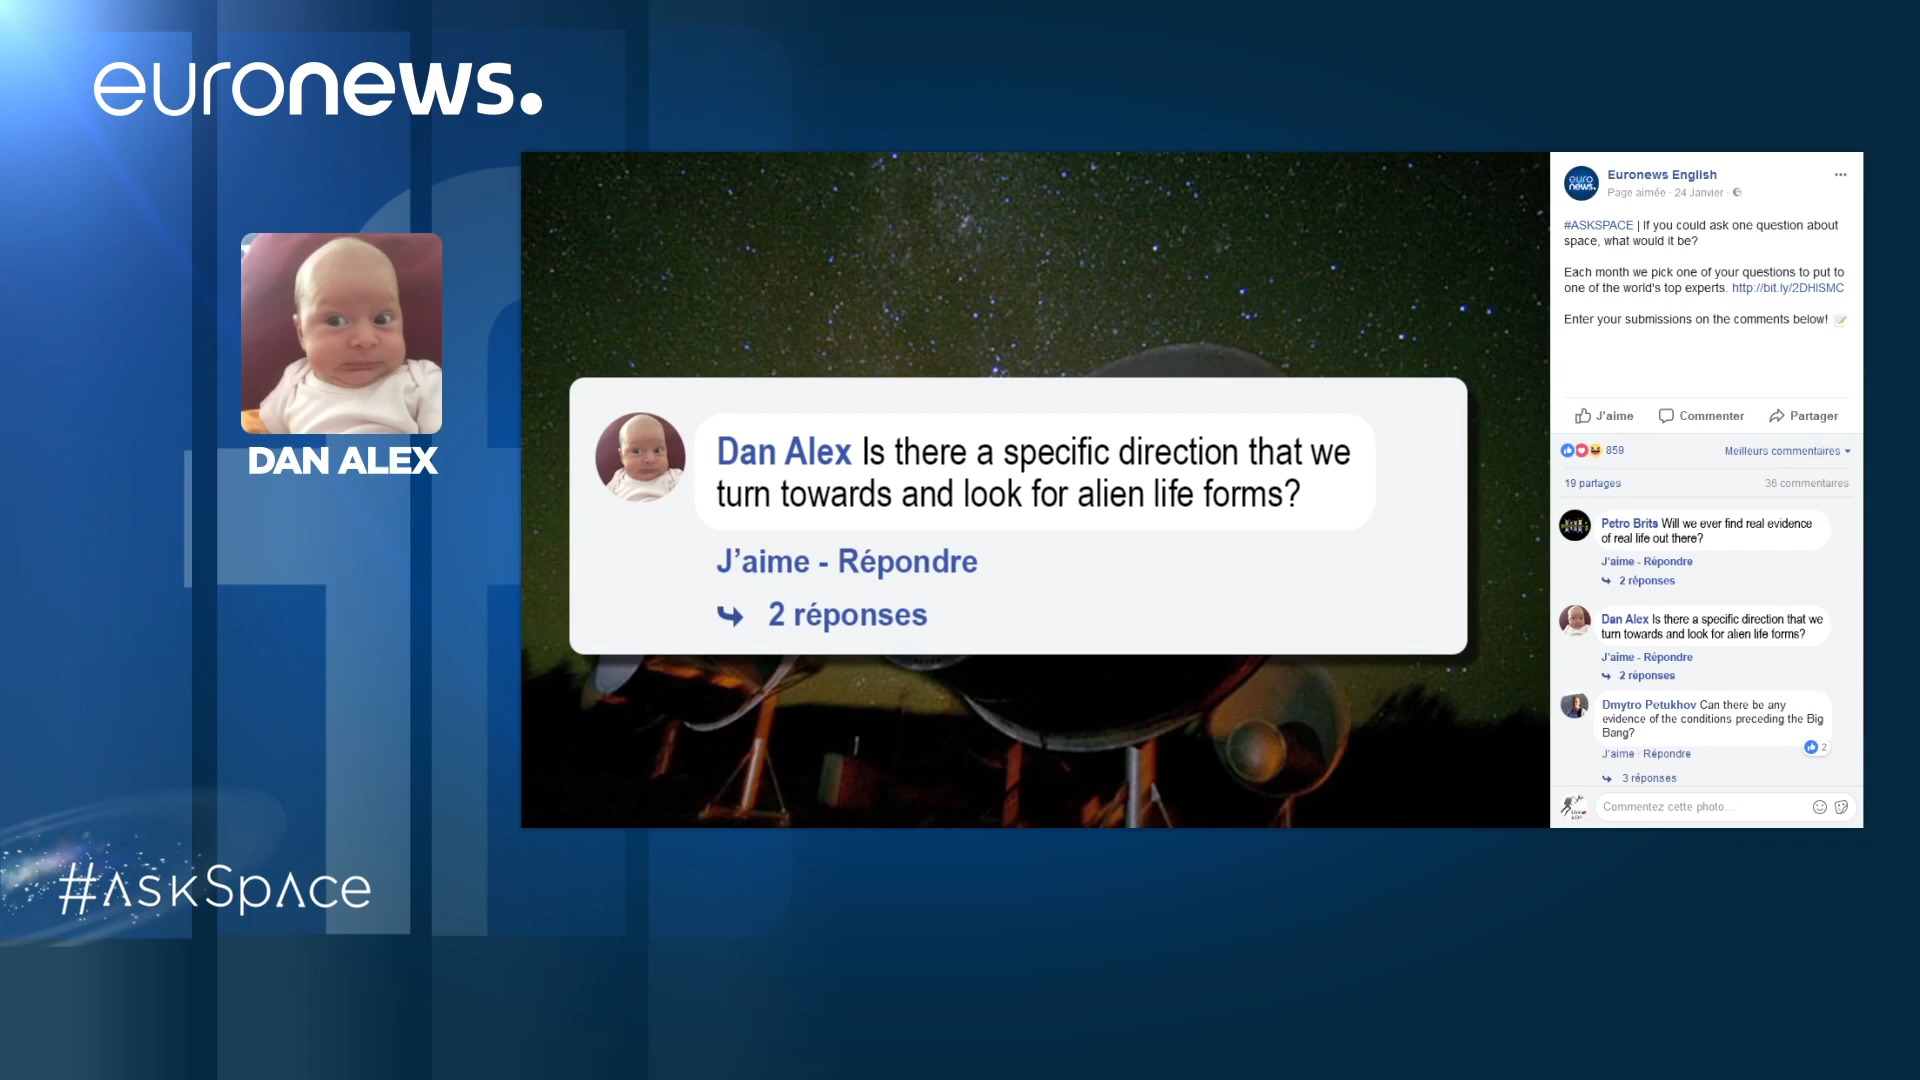 euronews.
DAN ALEX
Dan Alex Is there a specific direction that we
turn towards and look for alien life forms?
J’aime - Répondre
2 réponses
#AskSpAce
euro
news.
Euronews English
Page aimée · 24 Janvier ·
#ASKSPACE | If you could ask one question about
space, what would it be?
Each month we pick one of your questions to put to
one of the world's top experts. http://bit.ly/2DHlSMC
Enter your submissions on the comments below!
J'aime
Commenter
Partager
859
Meilleurs commentaires
19 partages
36 commentaires
Petro Brits Will we ever find real evidence
of real life out there?
J'aime - Répondre
2 réponses
Dan Alex Is there a specific direction that we
turn towards and look for alien life forms?
J'aime - Répondre
2 réponses
Dmytro Petukhov Can there be any
evidence of the conditions preceding the Big
Bang?
2
J'aime · Répondre
3 réponses
Commentez cette photo...